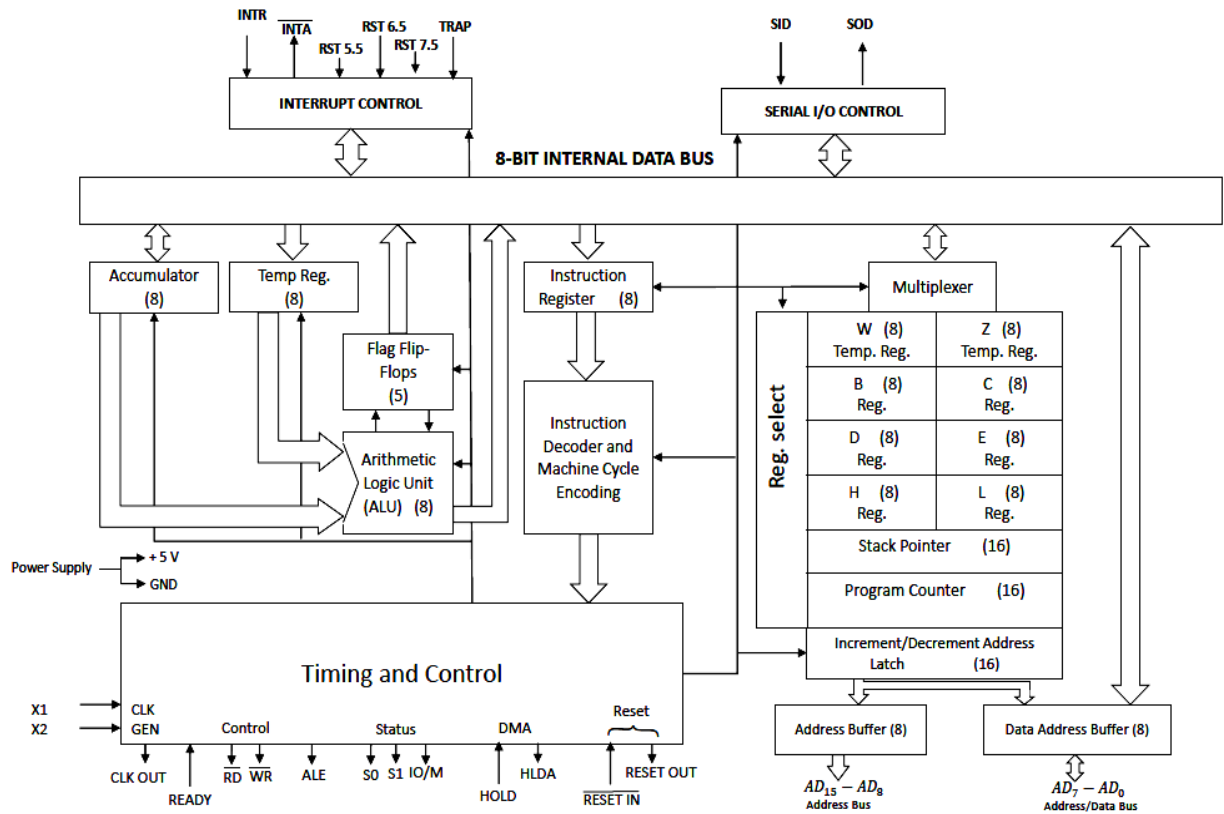 INTR
INTA
RST 5.5
RST 6.5
RST 7.5
TRAP
SID
SOD
INTERRUPT CONTROL
SERIAL I/O CONTROL
8-BIT INTERNAL DATA BUS
Accumulator
(8)
Temp Reg.
(8)
Instruction
Register (8)
Multiplexer
Flag Flip-
Flops
(5)
Arithmetic
Logic Unit
(ALU) (8)
Instruction
Decoder and
Machine Cycle
Encoding
Reg. select
W (8)
Temp. Reg.
Z (8)
Temp. Reg.
B (8)
Reg.
C (8)
Reg.
D (8)
Reg.
E (8)
Reg.
H (8)
Reg.
L (8)
Reg.
Stack Pointer (16)
Program Counter (16)
Increment/Decrement Address
Latch (16)
Power Supply
+ 5 V
GND
Timing and Control
X1
X2
CLK
GEN
Control
Status
DMA
Reset
CLK OUT
READY
RD
WR
ALE
S0
S1
IO/M
HOLD
HLDA
RESET IN
RESET OUT
Address Buffer (8)
Data Address Buffer (8)
AD₁₅ − AD₈
Address Bus
AD₇ − AD₀
Address/Data Bus